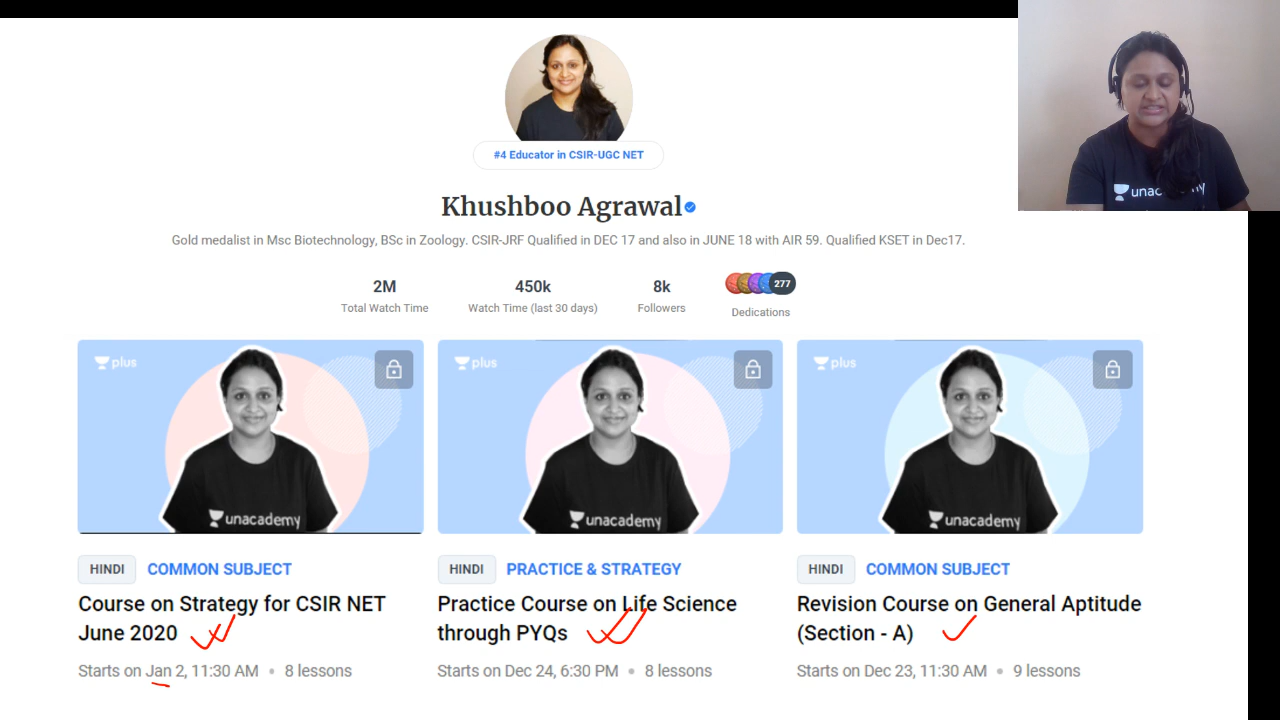 #4 Educator in CSIR-UGC NET
Khushboo Agrawal
Gold medalist in Msc Biotechnology, BSc in Zoology. CSIR-JRF Qualified in DEC 17 and also in JUNE 18 with AIR 59. Qualified KSET in Dec17.
2M 450k 8k 277
Total Watch Time Watch Time (last 30 days) Followers Dedications
unacademy
plus plus plus
unacademy unacademy unacademy
HINDI COMMON SUBJECT
Course on Strategy for CSIR NET
June 2020
Starts on Jan 2, 11:30 AM • 8 lessons
HINDI PRACTICE & STRATEGY
Practice Course on Life Science
through PYQs
Starts on Dec 24, 6:30 PM • 8 lessons
HINDI COMMON SUBJECT
Revision Course on General Aptitude
(Section - A)
Starts on Dec 23, 11:30 AM • 9 lessons